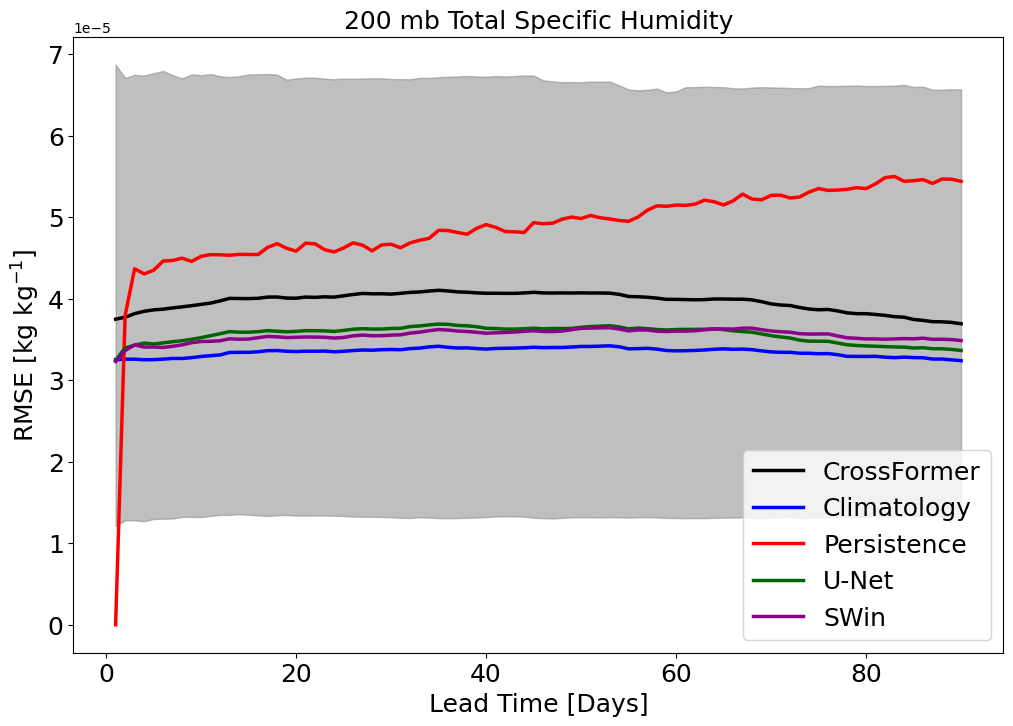 200 mb Total Specific Humidity
1e−5
7
6
5
4
3
2
1
0
RMSE [kg kg⁻¹]
0 20 40 60 80
Lead Time [Days]
CrossFormer
Climatology
Persistence
U-Net
SWin